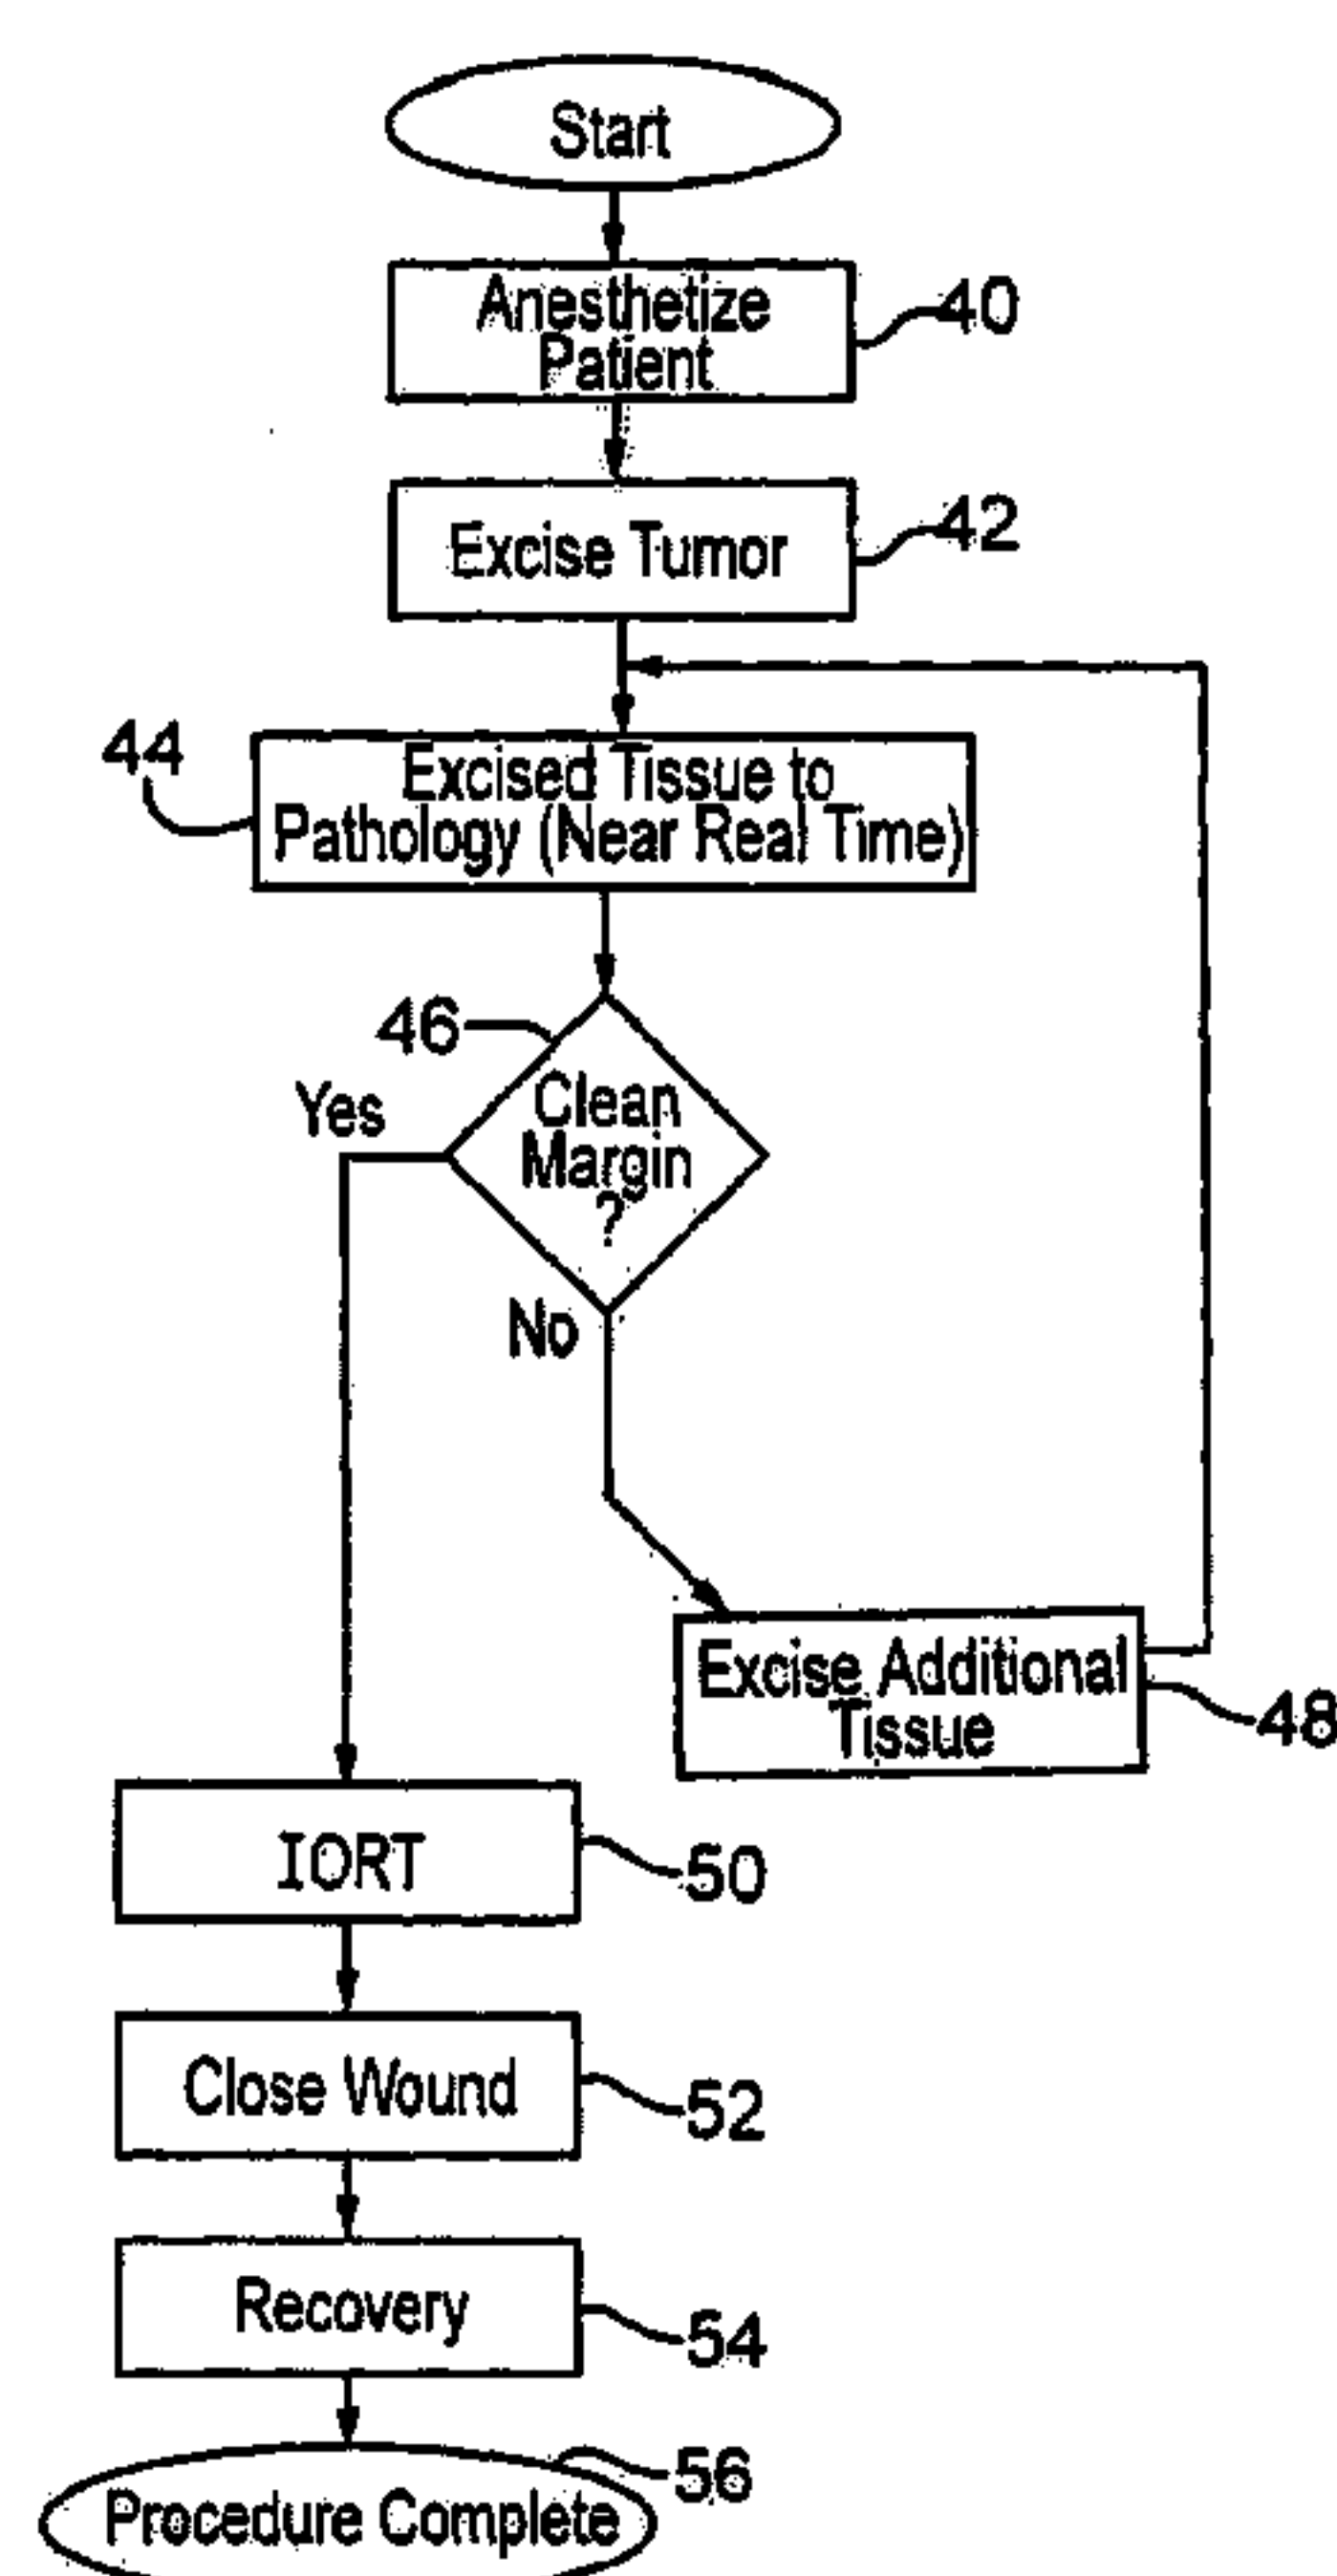 Start
Anesthetize
Patient
40
Excise Tumor
42
44
Excised Tissue to
Pathology (Near Real Time)
46
Yes
Clean
Margin
?
No
Excise Additional
Tissue
48
IORT
50
Close Wound
52
Recovery
54
56
Procedure Complete